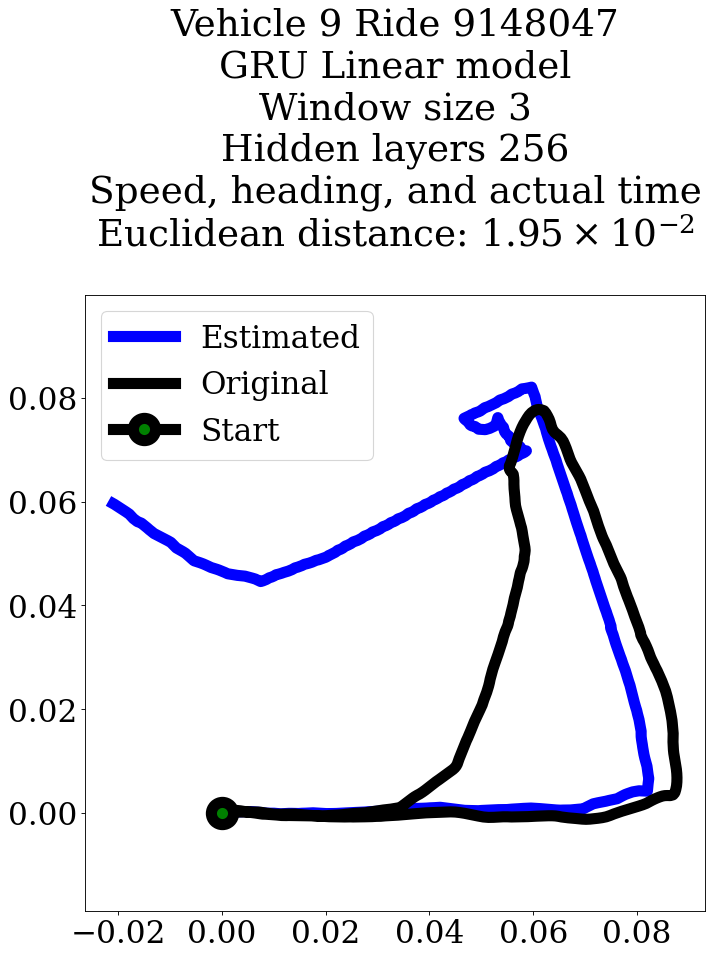 Vehicle 9 Ride 9148047
GRU Linear model
Window size 3
Hidden layers 256
Speed, heading, and actual time
Euclidean distance: 1.95 × 10⁻²
Estimated
Original
Start
0.08
0.06
0.04
0.02
0.00
−0.02 0.00 0.02 0.04 0.06 0.08